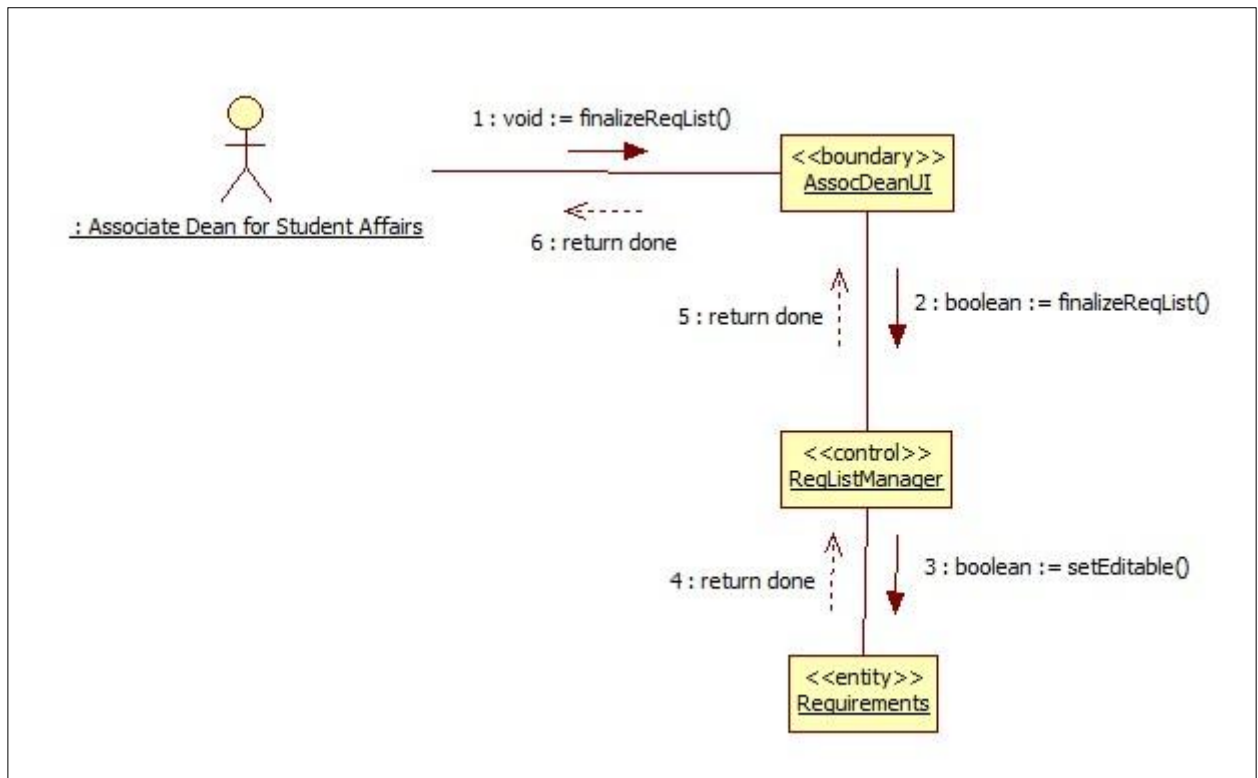 1 : void := finalizeReqList()
<<boundary>>
AssocDeanUI
: Associate Dean for Student Affairs
6 : return done
5 : return done
2 : boolean := finalizeReqList()
<<control>>
ReqListManager
4 : return done
3 : boolean := setEditable()
<<entity>>
Requirements